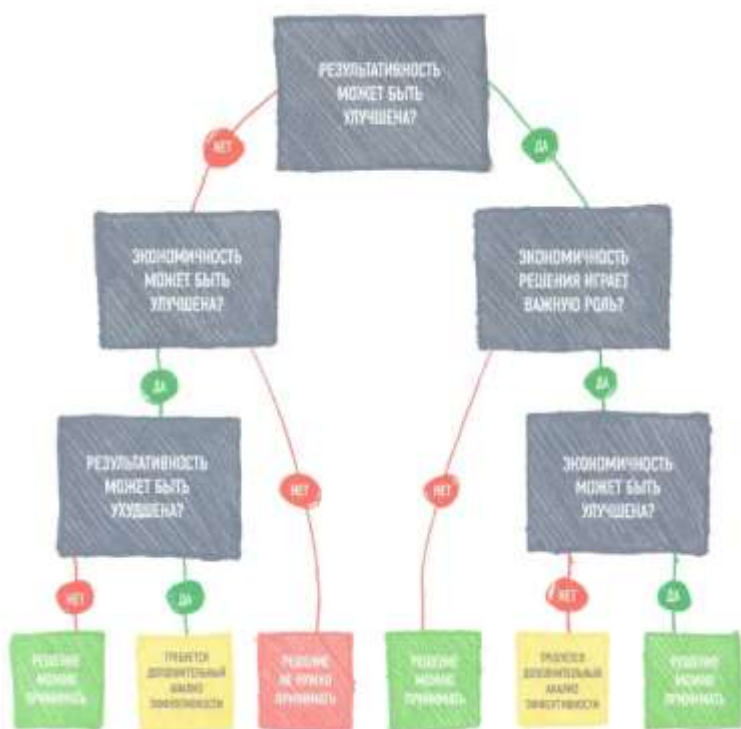 РЕЗУЛЬТАТИВНОСТЬ
МОЖЕТ БЫТЬ
УЛУЧШЕНА?
НЕТ
ДА
ЭКОНОМИЧНОСТЬ
МОЖЕТ БЫТЬ
УЛУЧШЕНА?
ЭКОНОМИЧНОСТЬ
РЕШЕНИЯ ИГРАЕТ
ВАЖНУЮ РОЛЬ?
ДА
ДА
РЕЗУЛЬТАТИВНОСТЬ
МОЖЕТ БЫТЬ
УХУДШЕНА?
НЕТ
НЕТ
ЭКОНОМИЧНОСТЬ
МОЖЕТ БЫТЬ
УЛУЧШЕНА?
НЕТ
ДА
НЕТ
ДА
РЕШЕНИЕ
МОЖНО
ПРИНИМАТЬ
ТРЕБУЕТСЯ
ДОПОЛНИТЕЛЬНЫЙ
АНАЛИЗ
ЭФФЕКТИВНОСТИ
РЕШЕНИЕ
НЕ НУЖНО
ПРИНИМАТЬ
РЕШЕНИЕ
МОЖНО
ПРИНИМАТЬ
ТРЕБУЕТСЯ
ДОПОЛНИТЕЛЬНЫЙ
АНАЛИЗ
ЭФФЕКТИВНОСТИ
РЕШЕНИЕ
МОЖНО
ПРИНИМАТЬ